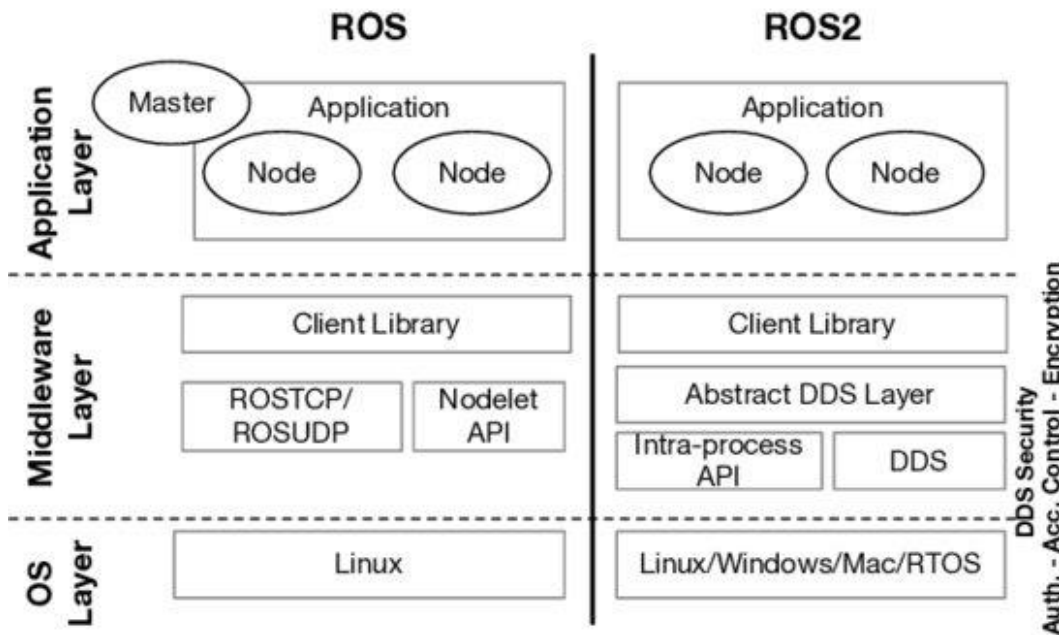 ROS
ROS2
Application
Layer
Master
Application
Node
Node
Application
Node
Node
Middleware
Layer
Client Library
ROSTCP/
ROSUDP
Nodelet
API
Client Library
Abstract DDS Layer
Intra-process
API
DDS
OS
Layer
Linux
Linux/Windows/Mac/RTOS
DDS Security
Auth. - Acc. Control - Encryption